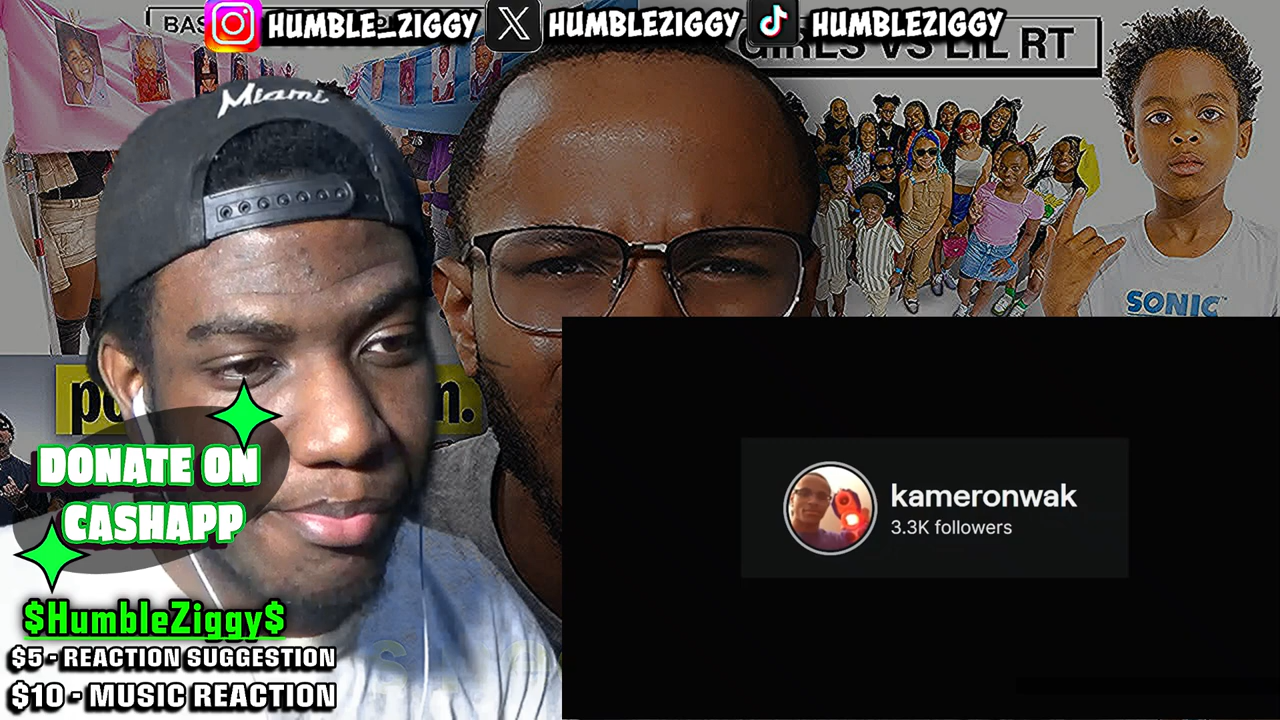 BAS
HUMBLE_ZIGGY
HUMBLEZIGGY
HUMBLEZIGGY
GIRLS VS LIL RT
Miami
SONIC
DONATE ON
CASHAPP
$HumbleZiggy$
$5 - REACTION SUGGESTION
$10 - MUSIC REACTION
kameronwak
3.3K followers